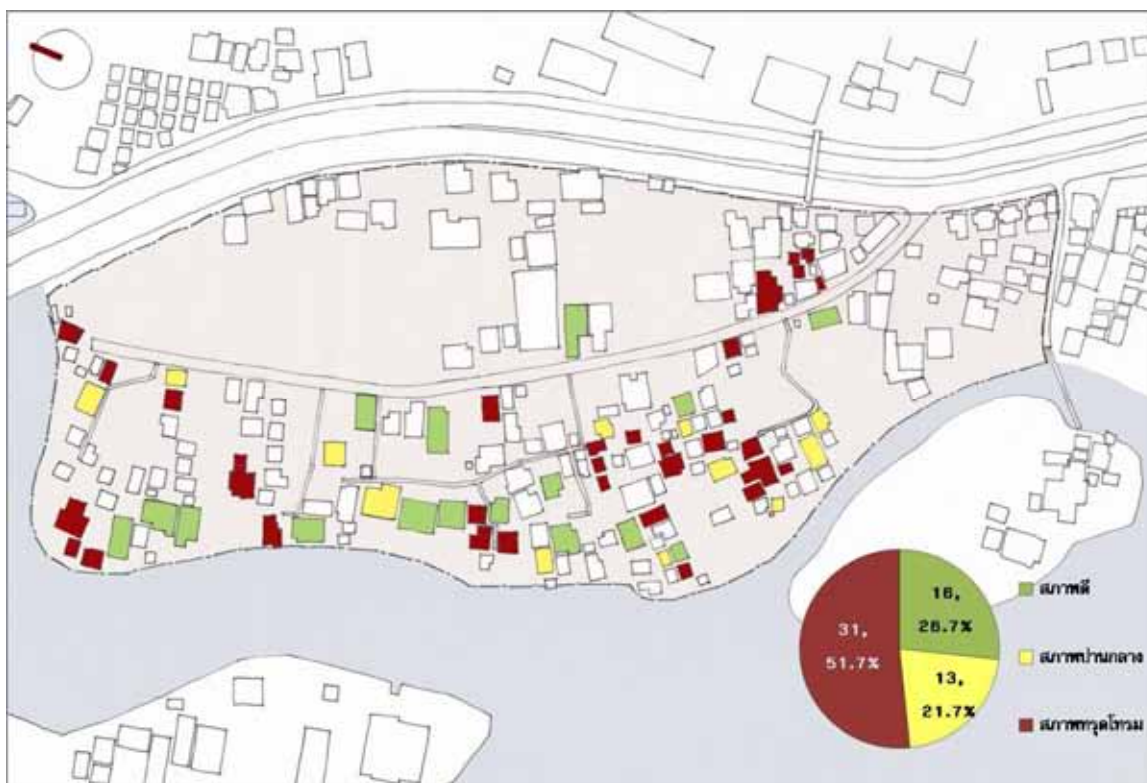 16,
26.7%
31,
51.7%
13,
21.7%
สภาพดี
สภาพปานกลาง
สภาพทรุดโทรม